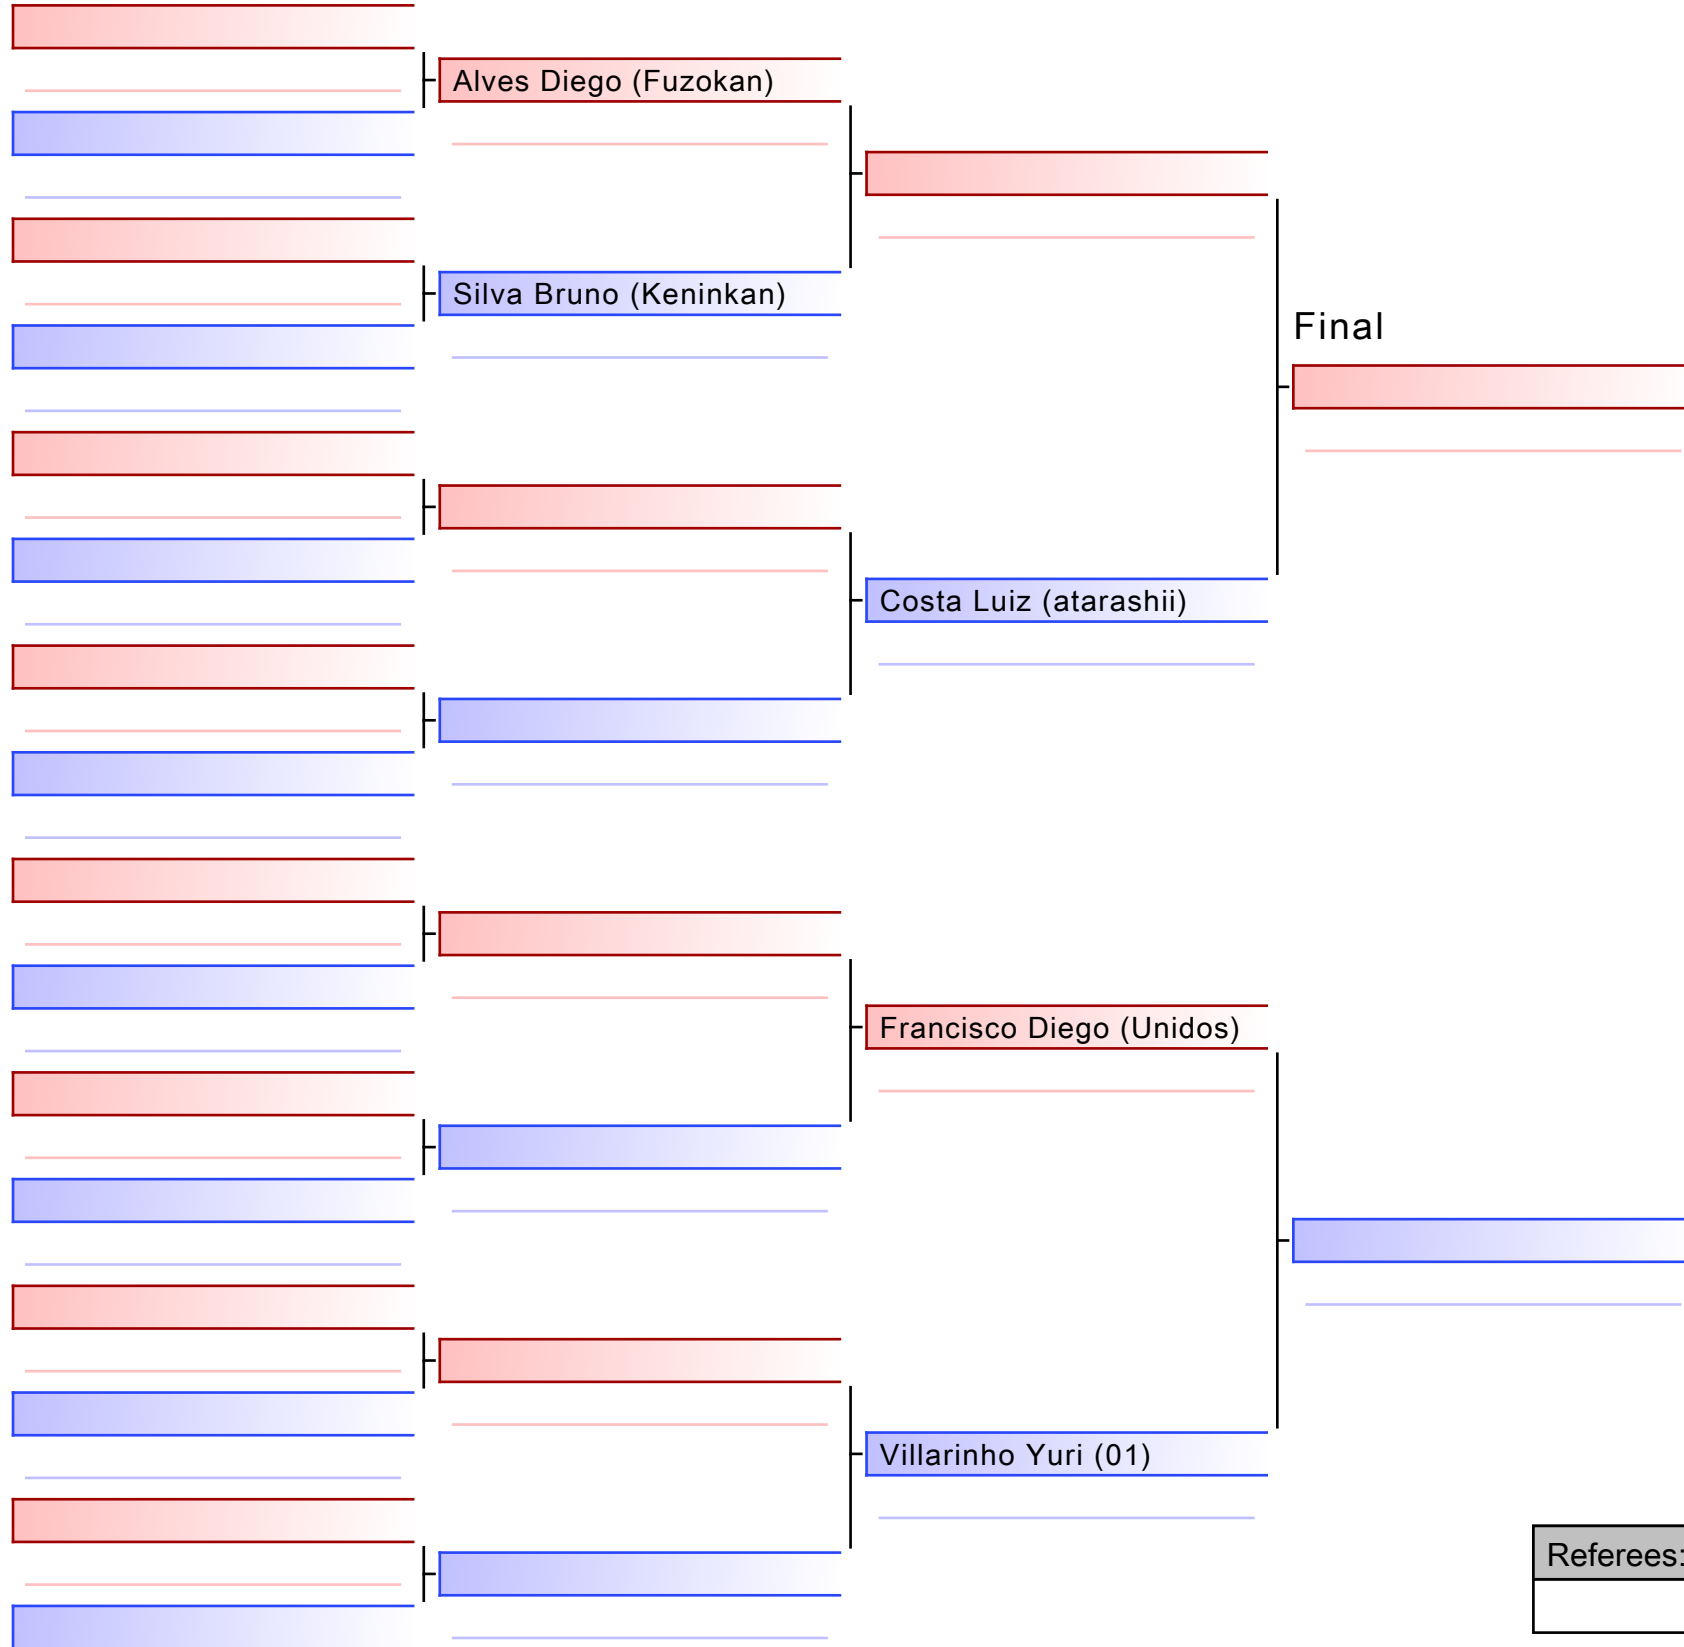 Alves Diego (Fuzokan)
Silva Bruno (Keninkan)
Final
Costa Luiz (atarashii)
Francisco Diego (Unidos)
Villarinho Yuri (01)
Referees: